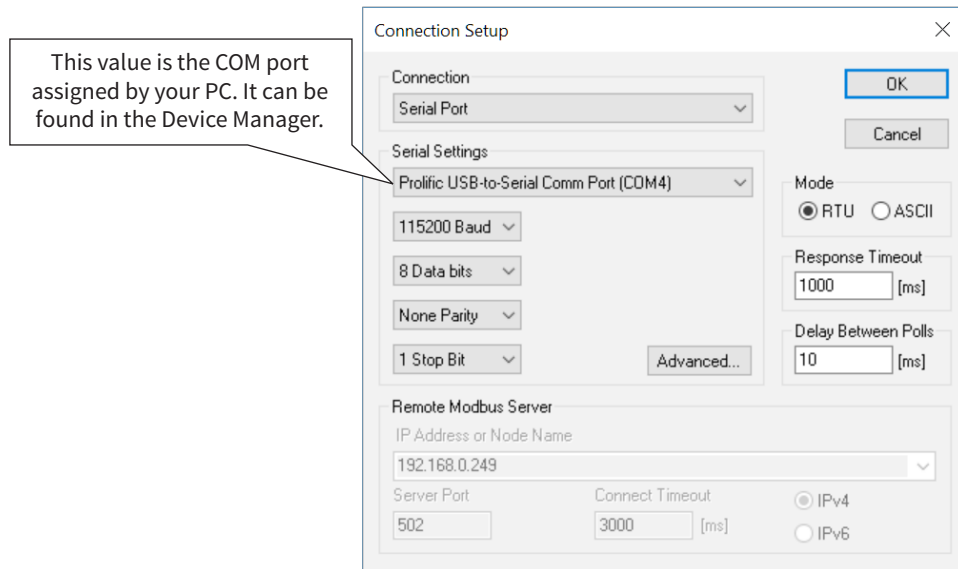 This value is the COM port
assigned by your PC. It can be
found in the Device Manager.
Connection Setup
Connection
Serial Port
OK
Cancel
Serial Settings
Prolific USB-to-Serial Comm Port (COM4)
115200 Baud
8 Data bits
None Parity
1 Stop Bit
Advanced...
Mode
RTU
ASCII
Response Timeout
1000 [ms]
Delay Between Polls
10 [ms]
Remote Modbus Server
IP Address or Node Name
192.168.0.249
Server Port
502
Connect Timeout
3000 [ms]
IPv4
IPv6